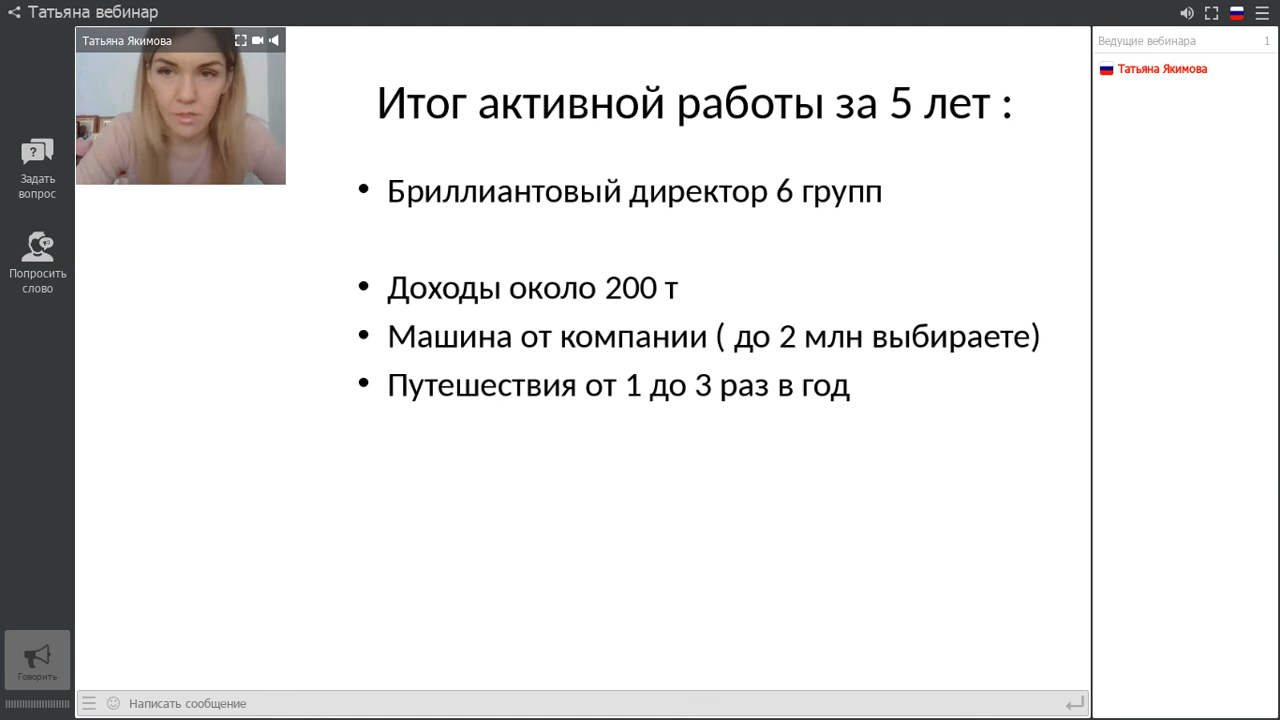 Татьяна вебинар
Татьяна Якимова
Ведущие вебинара 1
Татьяна Якимова
Задать
вопрос
Попросить
слово
Итог активной работы за 5 лет :
• Бриллиантовый директор 6 групп
• Доходы около 200 т
• Машина от компании ( до 2 млн выбираете)
• Путешествия от 1 до 3 раз в год
Говорить
Написать сообщение